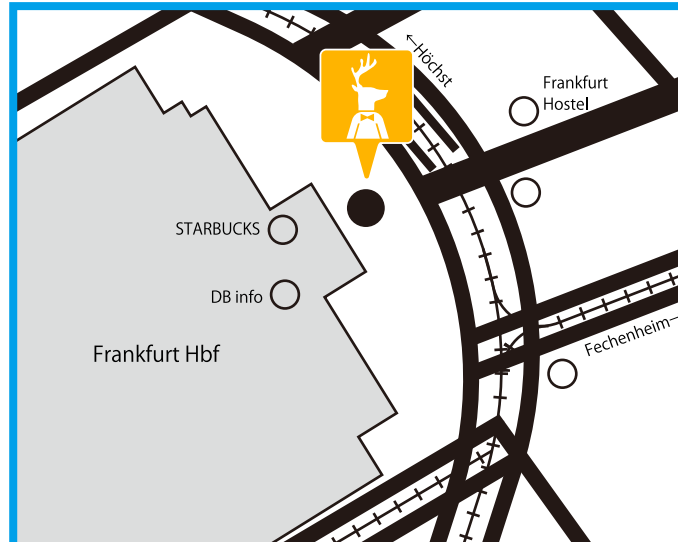 ←Höchst
Frankfurt
Hostel
STARBUCKS
DB info
Frankfurt Hbf
Fechenheim→